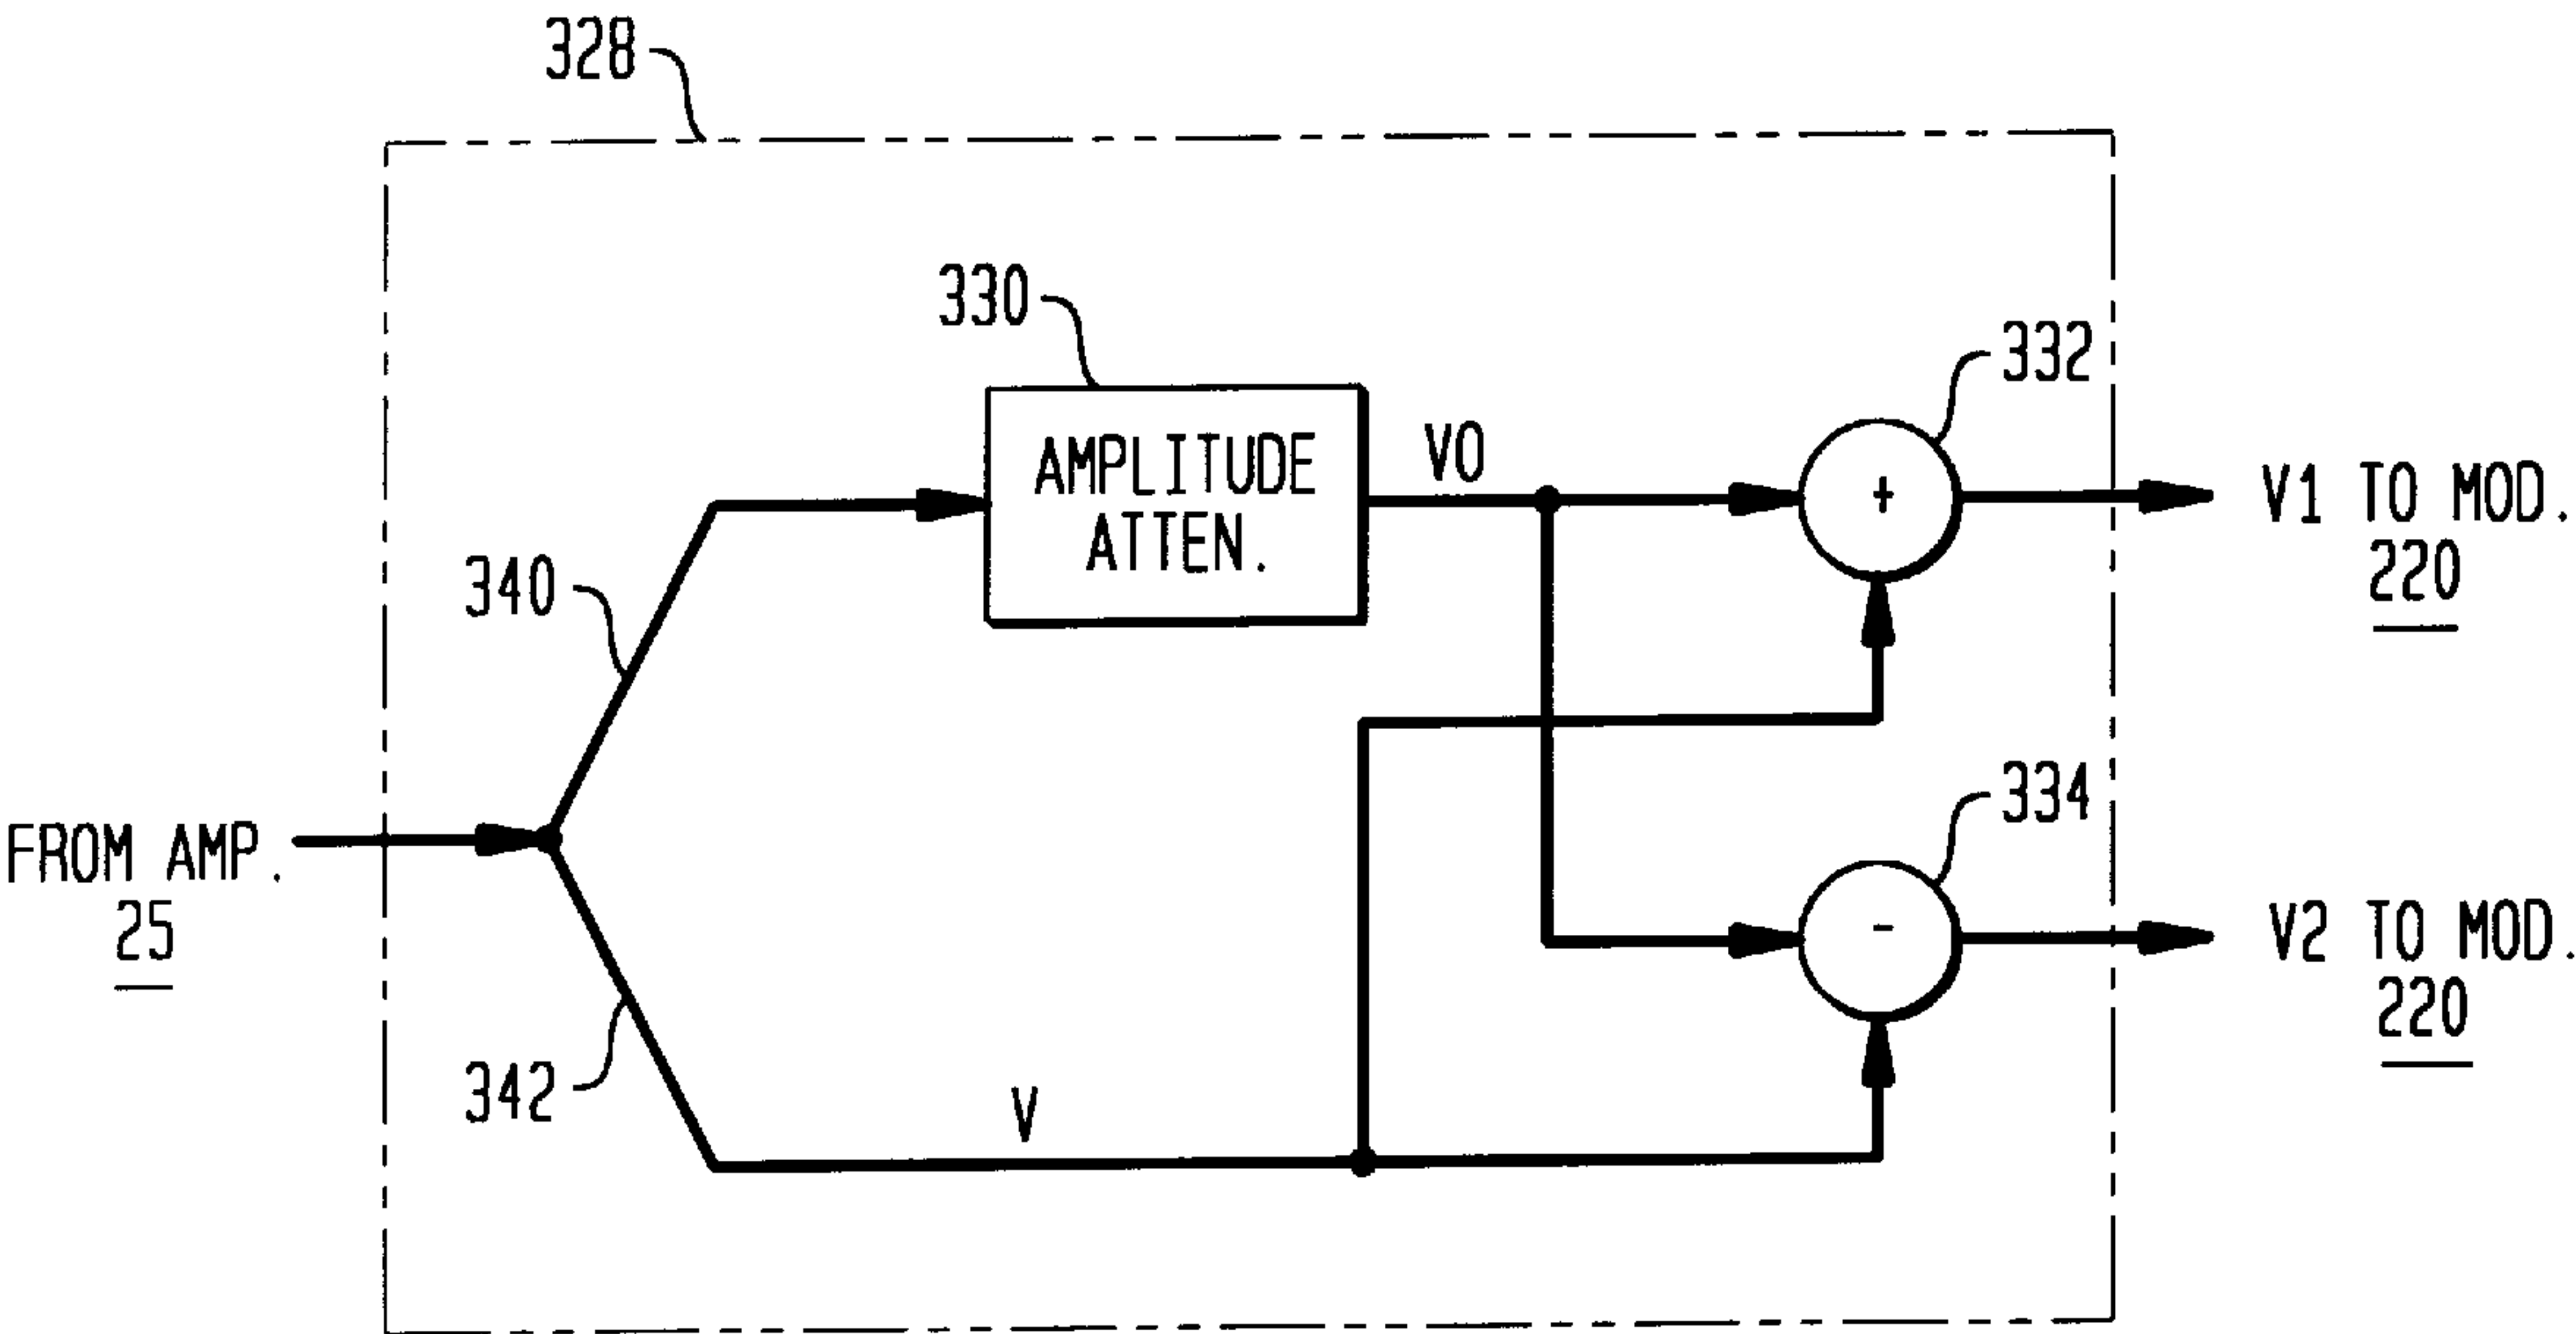 328
330
AMPLITUDE
ATTEN.
VO
332
+
V1 TO MOD.
220
340
334
-
FROM AMP.
25
V2 TO MOD.
220
342
V